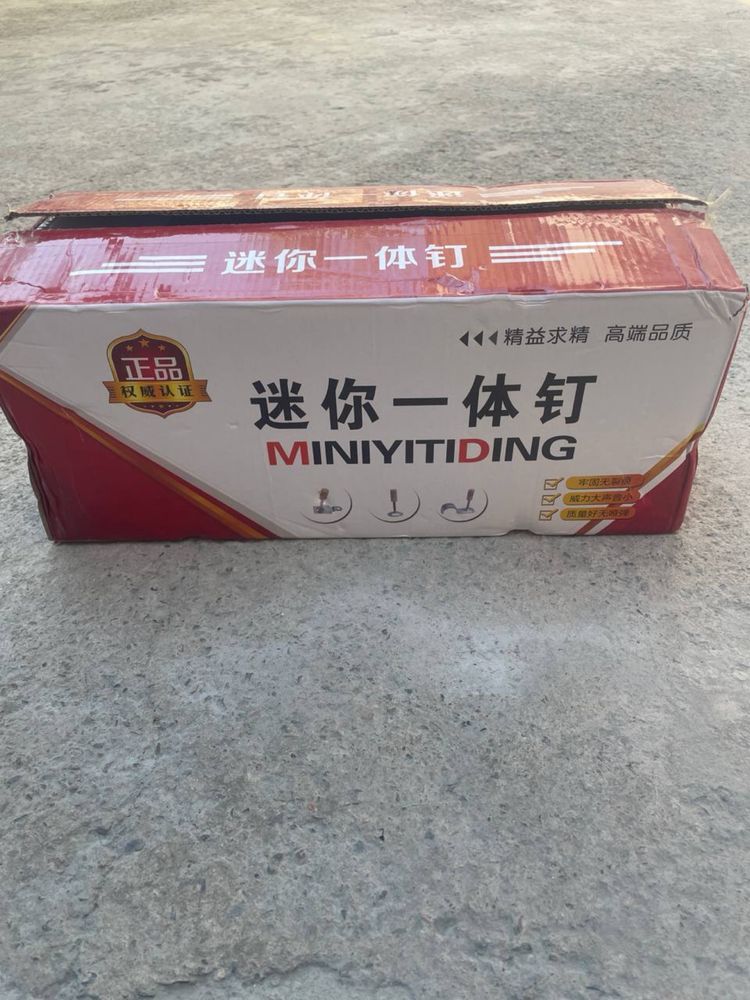 迷你一体钉
精益求精 高端品质
正品
权威认证
迷你一体钉
MINIYITIDING
牢固无裂痕
威力大声音小
质量好无哑弹